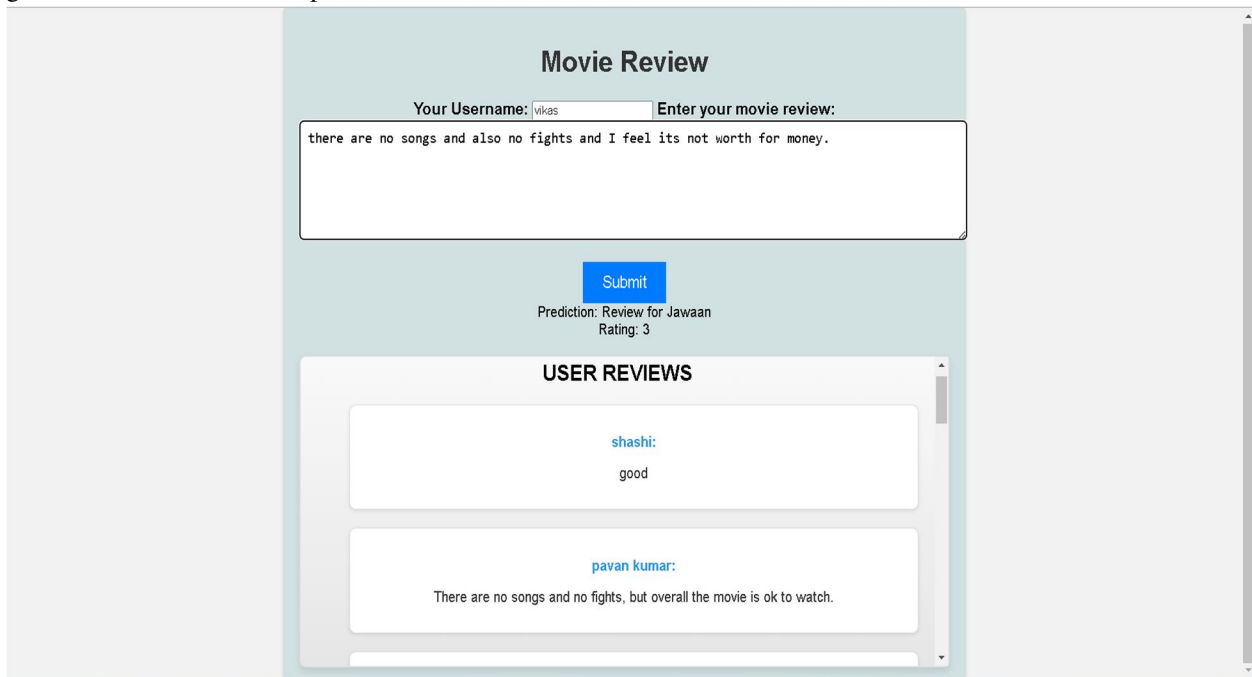 Movie Review
Your Username: vikas Enter your movie review:
there are no songs and also no fights and I feel its not worth for money.
Submit
Prediction: Review for Jawaan
Rating: 3
USER REVIEWS
shashi:
good
pavan kumar:
There are no songs and no fights, but overall the movie is ok to watch.